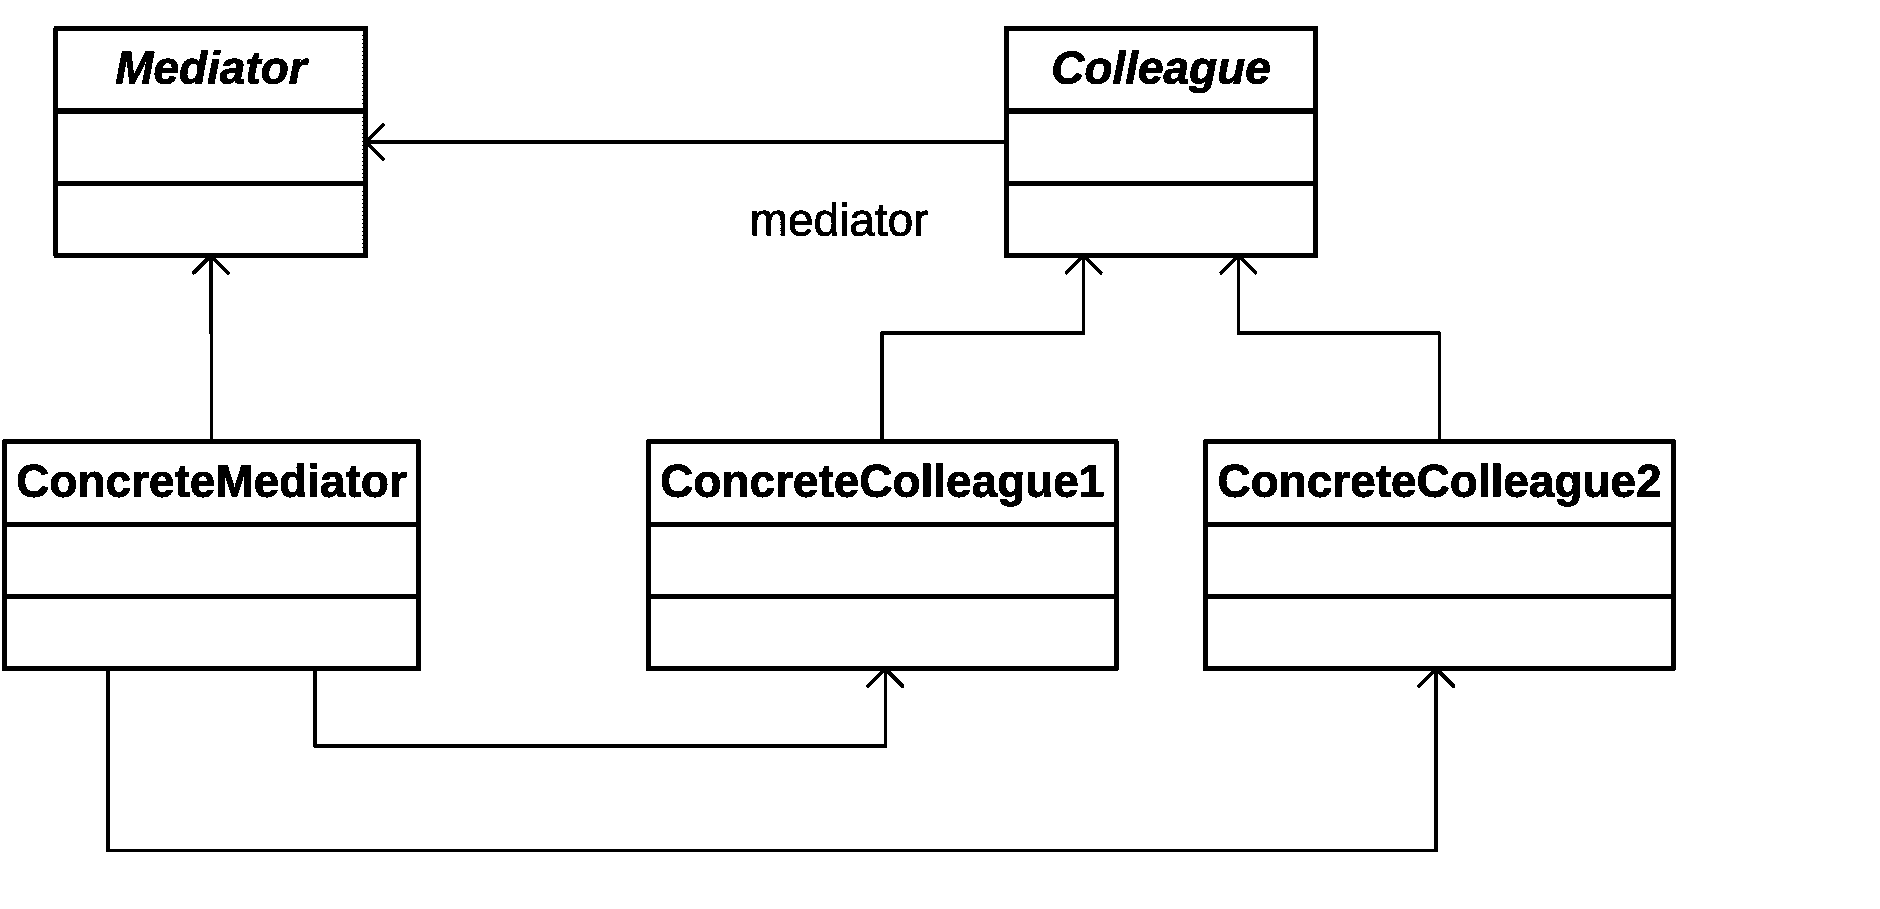 Mediator
Colleague
mediator
ConcreteMediator
ConcreteColleague1
ConcreteColleague2